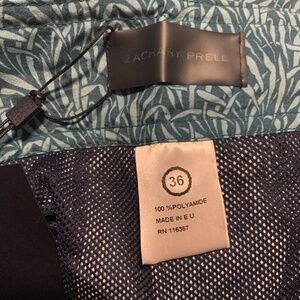 ZACHARY PRELL
36
100 %POLYAMIDE
MADE IN E.U.
RN 116367